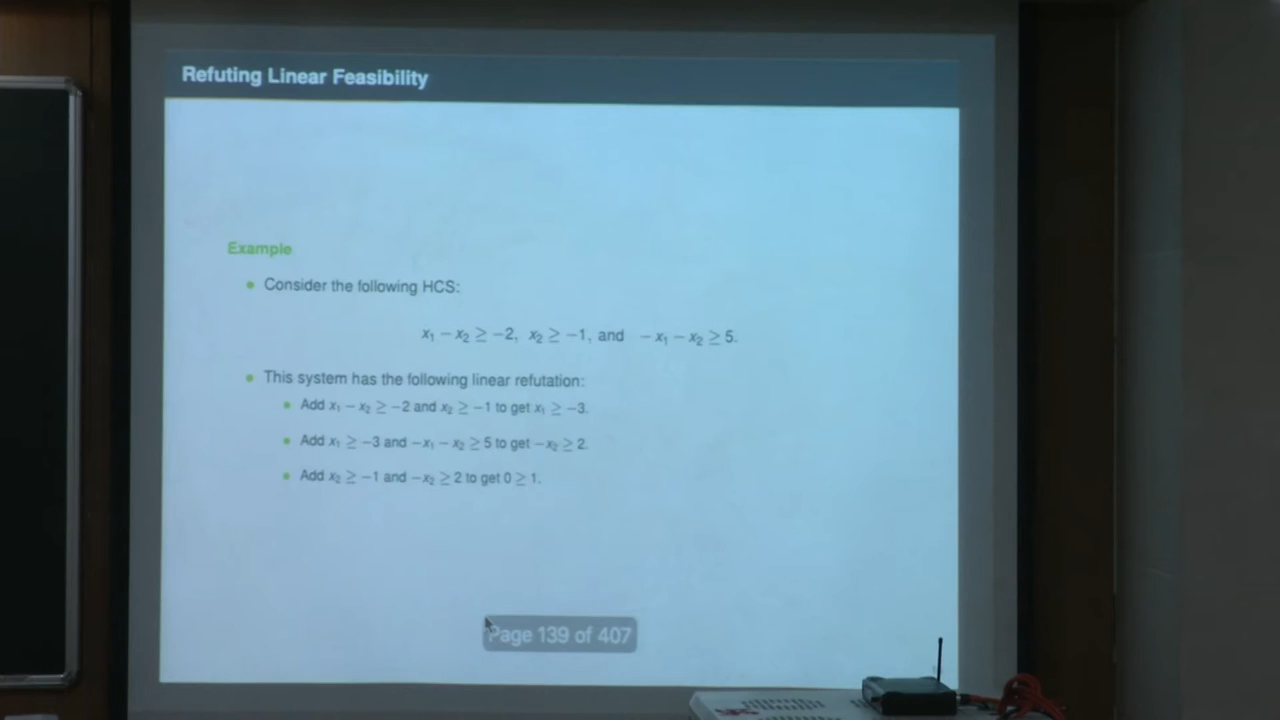 Refuting Linear Feasibility
Example
Consider the following HCS:
x₁ − x₂ ≥ −2, x₂ ≥ −1, and −x₁ − x₂ ≥ 5.
This system has the following linear refutation:
Add x₁ − x₂ ≥ −2 and x₂ ≥ −1 to get x₁ ≥ −3.
Add x₁ ≥ −3 and −x₁ − x₂ ≥ 5 to get −x₂ ≥ 2.
Add x₂ ≥ −1 and −x₂ ≥ 2 to get 0 ≥ 1.
Page 139 of 407